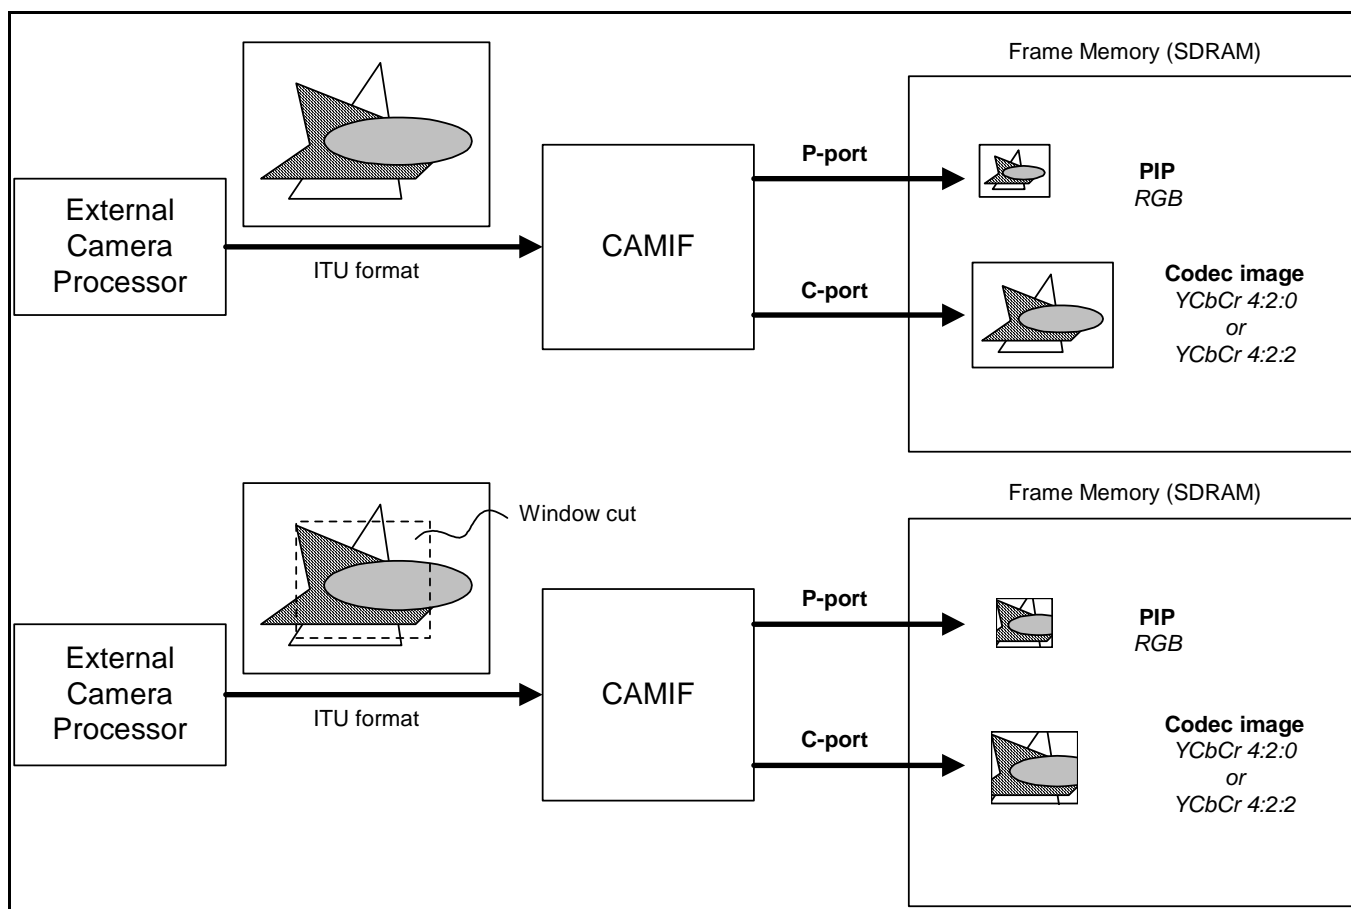 Frame Memory (SDRAM)
P-port
PIP
RGB
External
Camera
Processor
CAMIF
ITU format
C-port
Codec image
YCbCr 4:2:0
or
YCbCr 4:2:2
Frame Memory (SDRAM)
Window cut
P-port
PIP
RGB
External
Camera
Processor
CAMIF
ITU format
C-port
Codec image
YCbCr 4:2:0
or
YCbCr 4:2:2